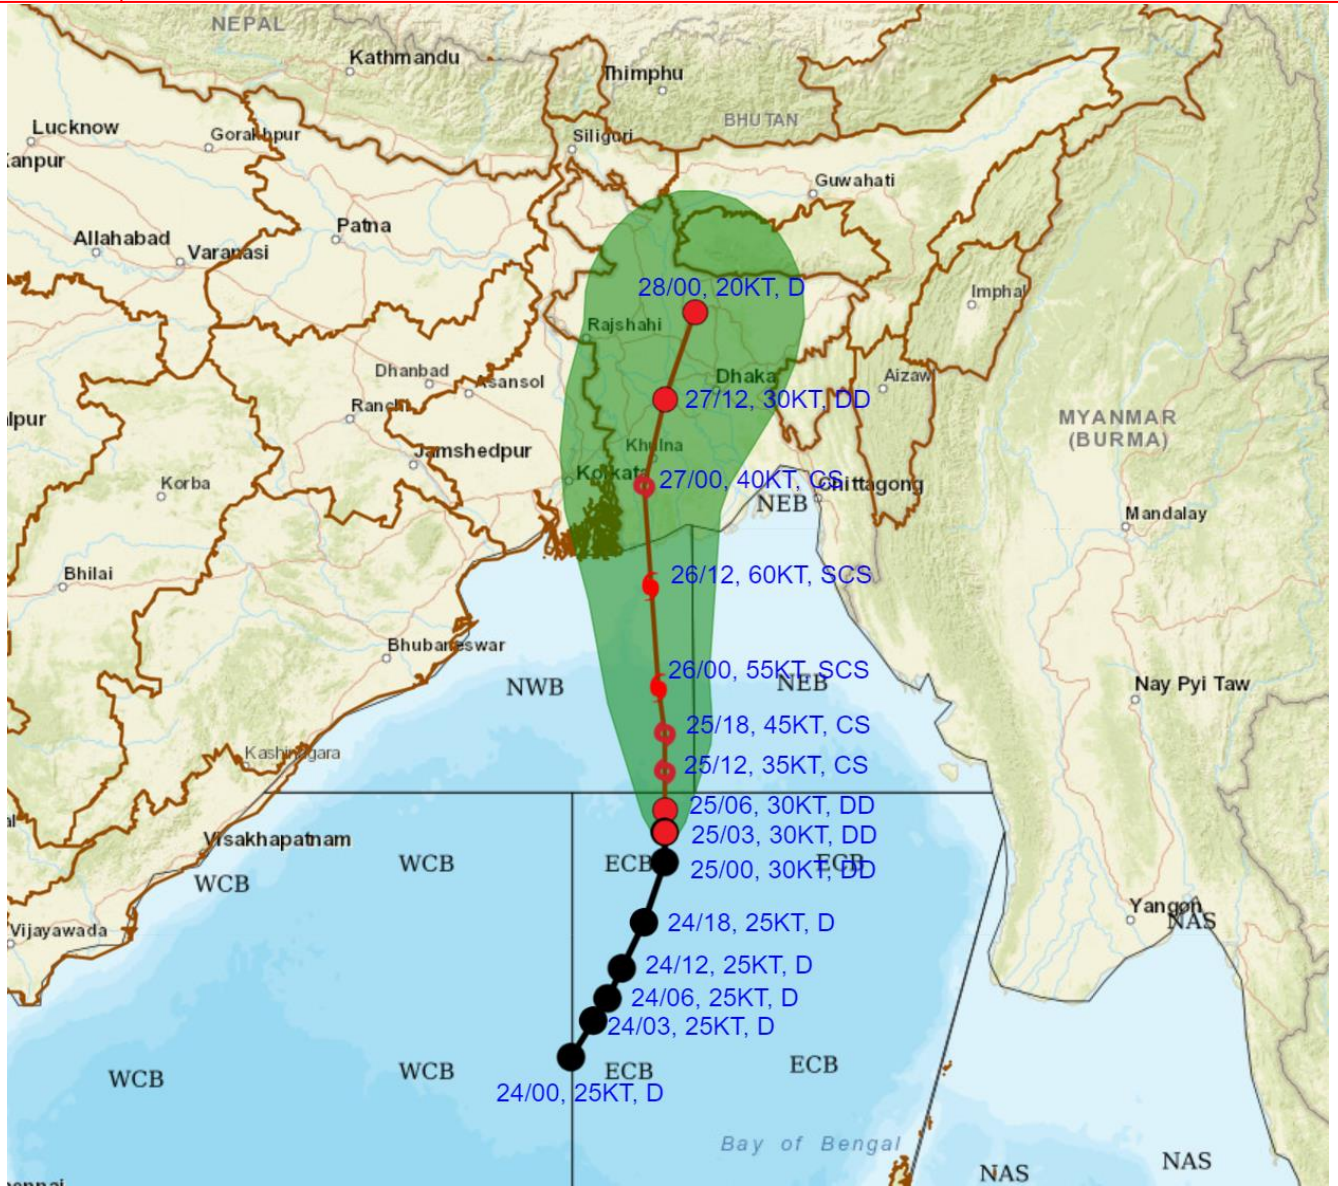 NEPAL
Kathmandu
Thimphu
BHUTAN
Lucknow
Gorakhpur
Siliguri
Guwahati
Patna
Allahabad
Varanasi
28/00, 20KT, D
Imphal
Rajshahi
Dhanbad
Asansol
Dhaka
Aizawl
27/12, 30KT, DD
Ranchi
MYANMAR
(BURMA)
Jamshedpur
Khulna
Kolkata
27/00, 40KT, CS
Chittagong
Korba
NEB
Mandalay
Bhilai
26/12, 60KT, SCS
Bhubaneswar
26/00, 55KT, SCS
NWB
NEB
Nay Pyi Taw
25/18, 45KT, CS
25/12, 35KT, CS
25/06, 30KT, DD
Visakhapatnam
25/03, 30KT, DD
WCB
ECB
ECB
25/00, 30KT, DD
WCB
Yangon
NAS
24/18, 25KT, D
Vijayawada
24/12, 25KT, D
24/06, 25KT, D
24/03, 25KT, D
ECB
WCB
WCB
ECB
24/00, 25KT, D
Bay of Bengal
NAS
NAS